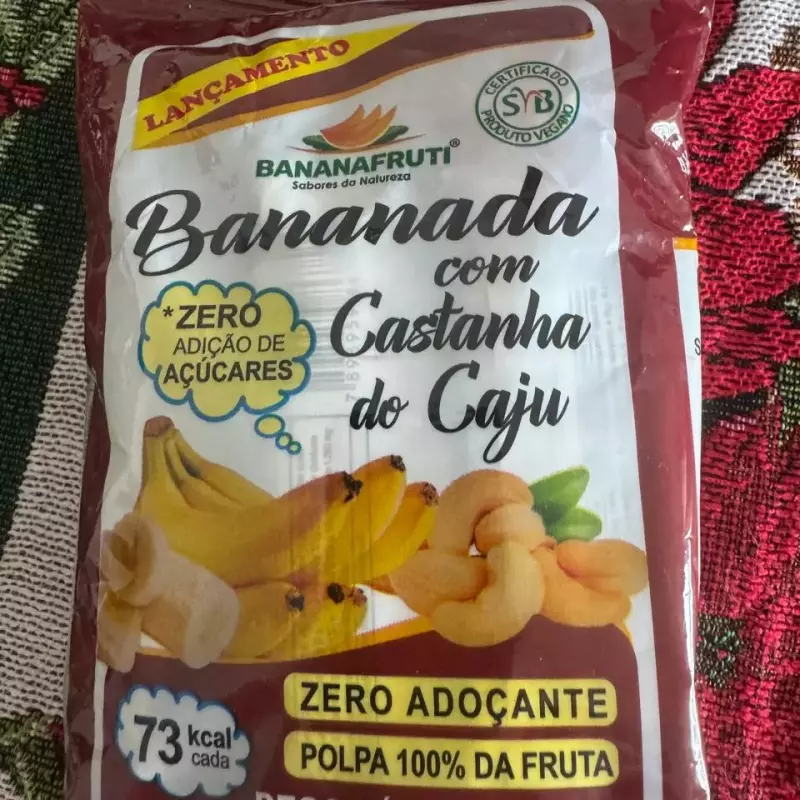 LANÇAMENTO
CERTIFICADO
SVB
PRODUTO VEGANO
BANANAFRUTI®
Sabores da Natureza
Bananada
com
Castanha
do Caju
*ZERO
ADIÇÃO DE
AÇÚCARES
ZERO ADOÇANTE
73 kcal
cada
POLPA 100% DA FRUTA